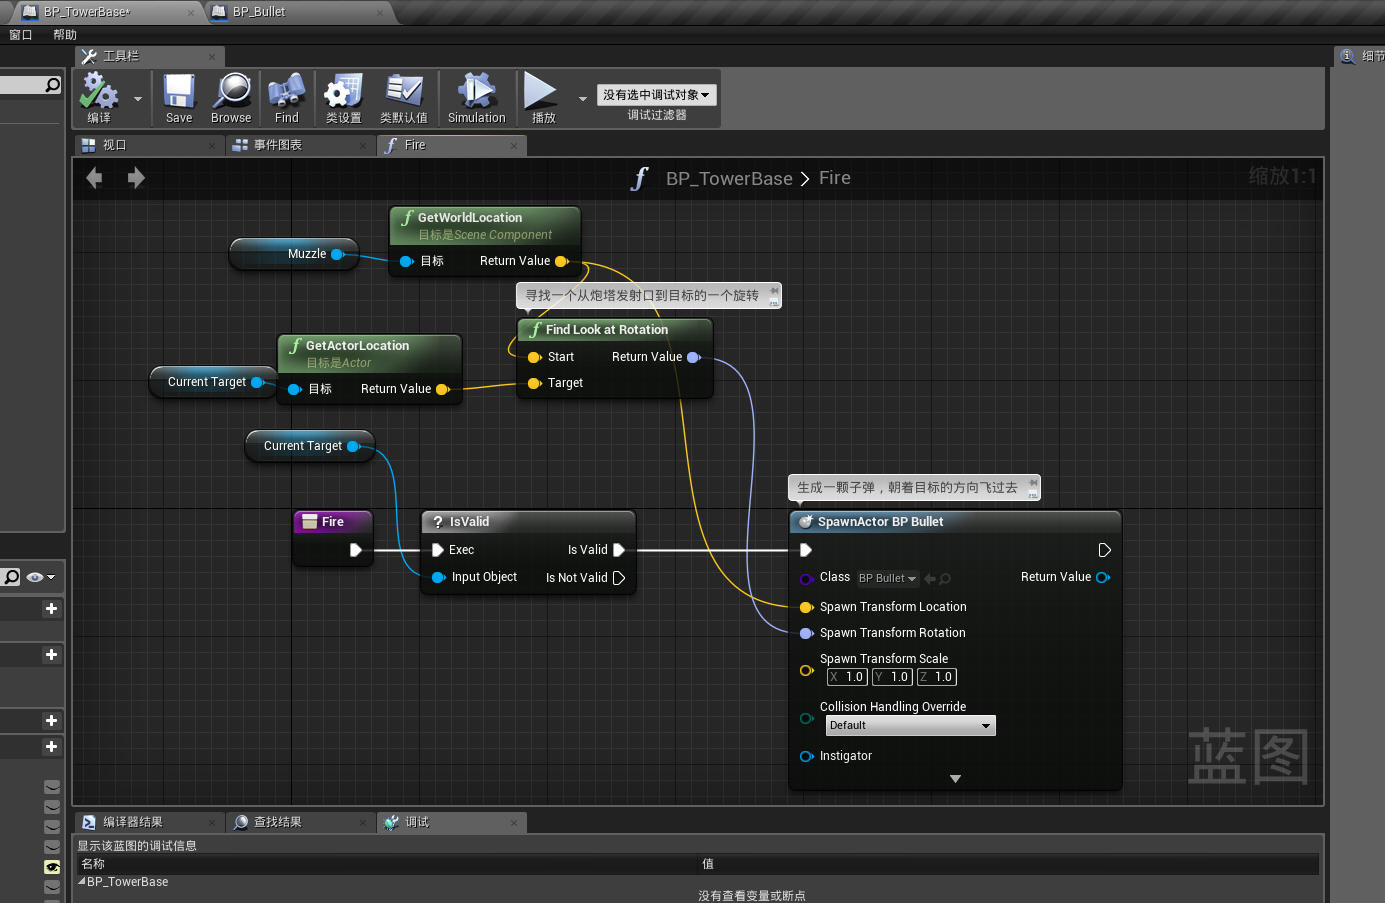 BP_TowerBase*
BP_Bullet
窗口 帮助
工具栏
细节
编译
Save
Browse
Find
类设置
类默认值
Simulation
播放
没有选中调试对象
调试过滤器
视口
事件图表
Fire
BP_TowerBase > Fire
缩放1:1
GetWorldLocation
目标是Scene Component
目标 Return Value
Muzzle
寻找一个从炮塔发射口到目标的一个旋转
Find Look at Rotation
Start Return Value
Target
GetActorLocation
目标是Actor
目标 Return Value
Current Target
Current Target
Fire
? IsValid
Exec Is Valid
Input Object Is Not Valid
生成一颗子弹，朝着目标的方向飞过去
SpawnActor BP Bullet
Class BP Bullet Return Value
Spawn Transform Location
Spawn Transform Rotation
Spawn Transform Scale
X 1.0 Y 1.0 Z 1.0
Collision Handling Override
Default
Instigator
蓝图
编译器结果
查找结果
调试
显示该蓝图的调试信息
名称 值
BP_TowerBase
没有查看变量或断点